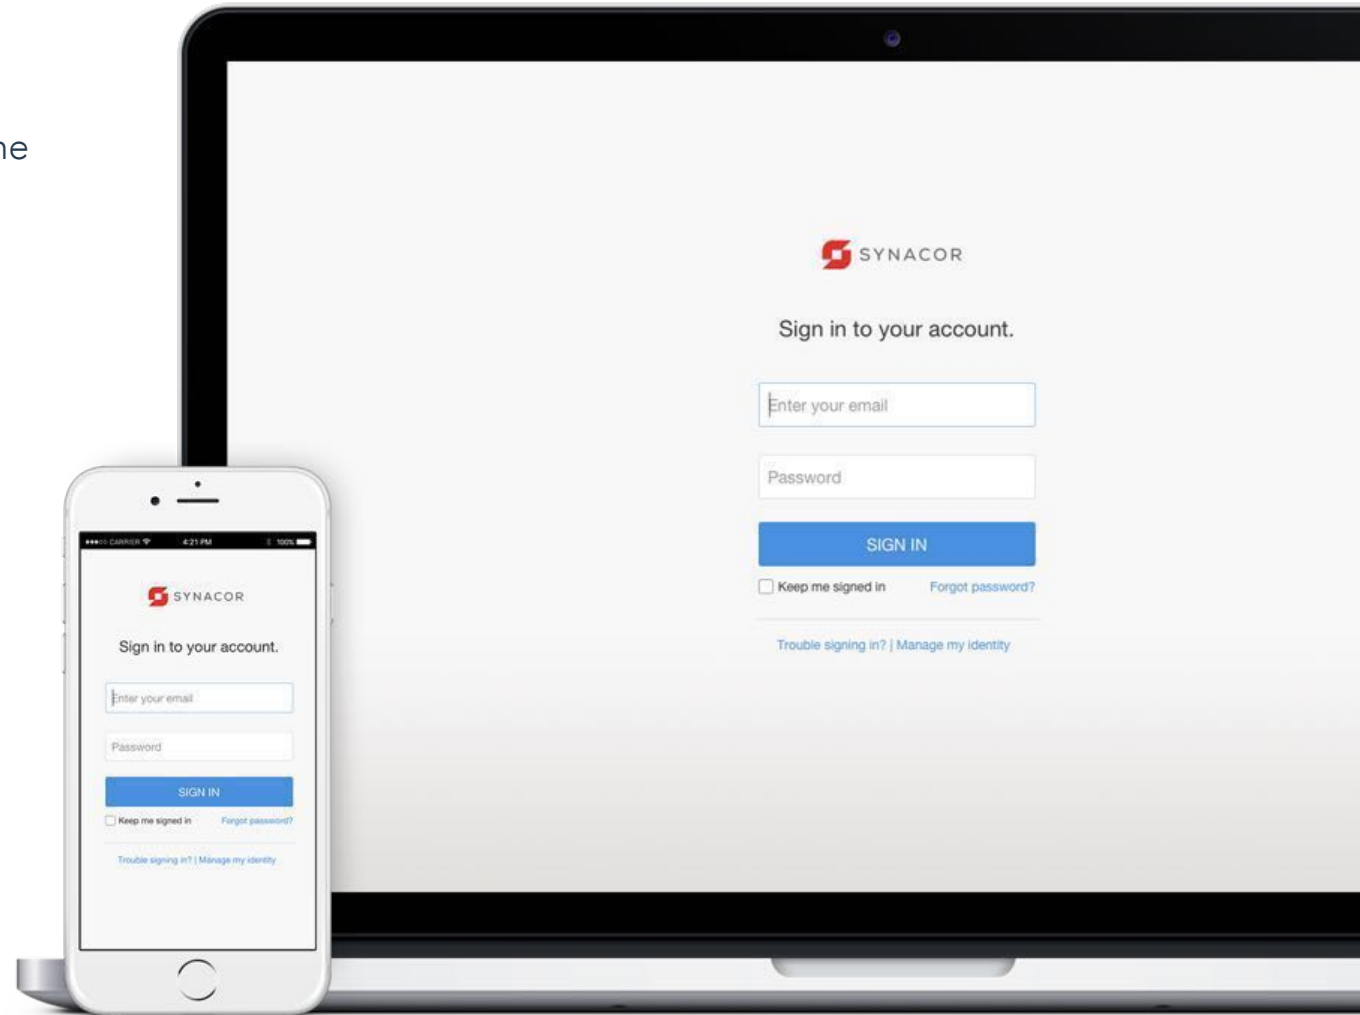 ne
SYNACOR
Sign in to your account.
Enter your email
Password
SIGN IN
Keep me signed in Forgot password?
Trouble signing in? | Manage my identity
CARRIER 4:21 PM 100%
SYNACOR
Sign in to your account.
Enter your email
Password
SIGN IN
Keep me signed in Forgot password?
Trouble signing in? | Manage my identity